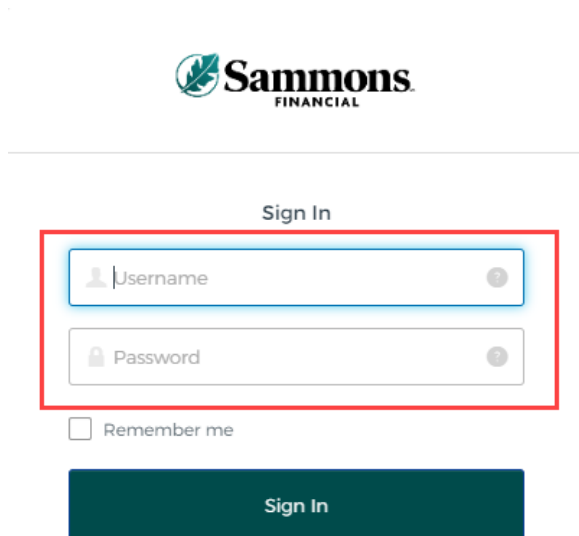 Sammons
FINANCIAL
Sign In
Username
Password
Remember me
Sign In